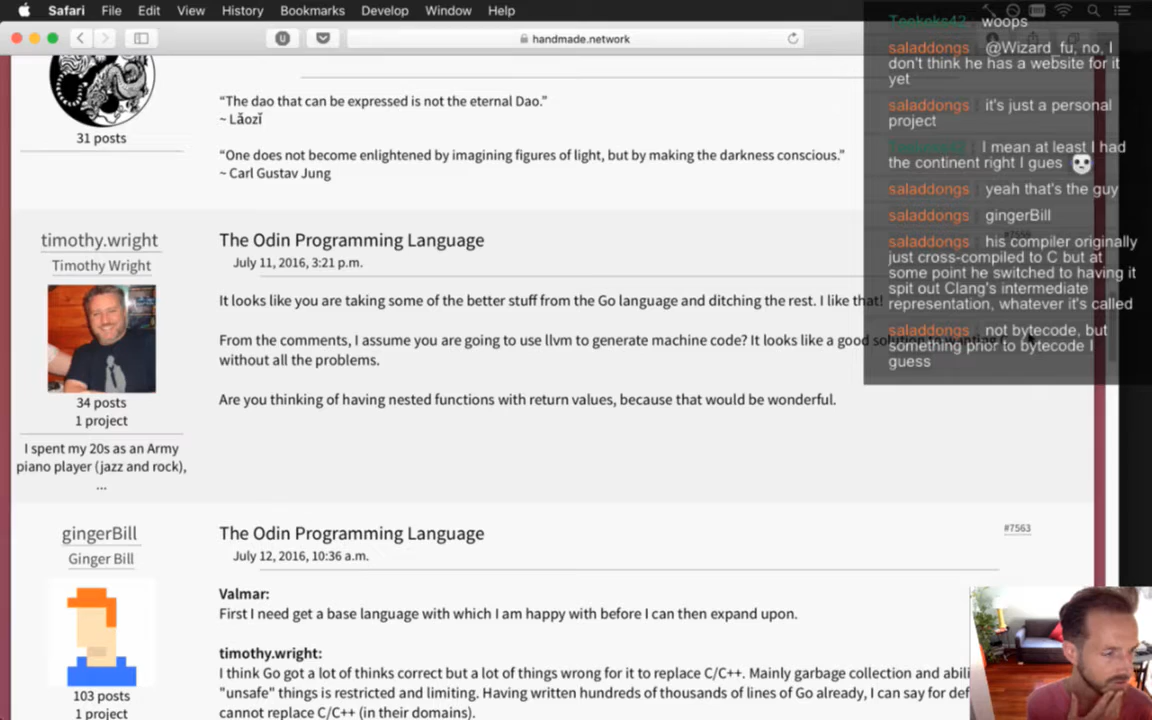 Safari File Edit View History Bookmarks Develop Window Help
handmade.network
31 posts
“The dao that can be expressed is not the eternal Dao.”
~ Lǎozǐ
“One does not become enlightened by imagining figures of light, but by making the darkness conscious.”
~ Carl Gustav Jung
timothy.wright
Timothy Wright
34 posts
1 project
I spent my 20s as an Army
piano player (jazz and rock),
...
The Odin Programming Language
July 11, 2016, 3:21 p.m.
It looks like you are taking some of the better stuff from the Go language and ditching the rest. I like that!
From the comments, I assume you are going to use llvm to generate machine code? It looks like a good solution to wanting
without all the problems.
Are you thinking of having nested functions with return values, because that would be wonderful.
gingerBill
Ginger Bill
103 posts
1 project
The Odin Programming Language
#7563
July 12, 2016, 10:36 a.m.
Valmar:
First I need get a base language with which I am happy with before I can then expand upon.
timothy.wright:
I think Go got a lot of thinks correct but a lot of things wrong for it to replace C/C++. Mainly garbage collection and abili
"unsafe" things is restricted and limiting. Having written hundreds of thousands of lines of Go already, I can say for def
cannot replace C/C++ (in their domains).
woops
saladdongs @Wizard_fu, no, I
don't think he has a website for it
yet
saladdongs it's just a personal
project
I mean at least I had
the continent right I gues
saladdongs yeah that's the guy
saladdongs gingerBill
saladdongs his compiler originally
just cross-compiled to C but at
some point he switched to having it
spit out Clang's intermediate
representation, whatever it's called
saladdongs not bytecode, but
something prior to bytecode I
guess